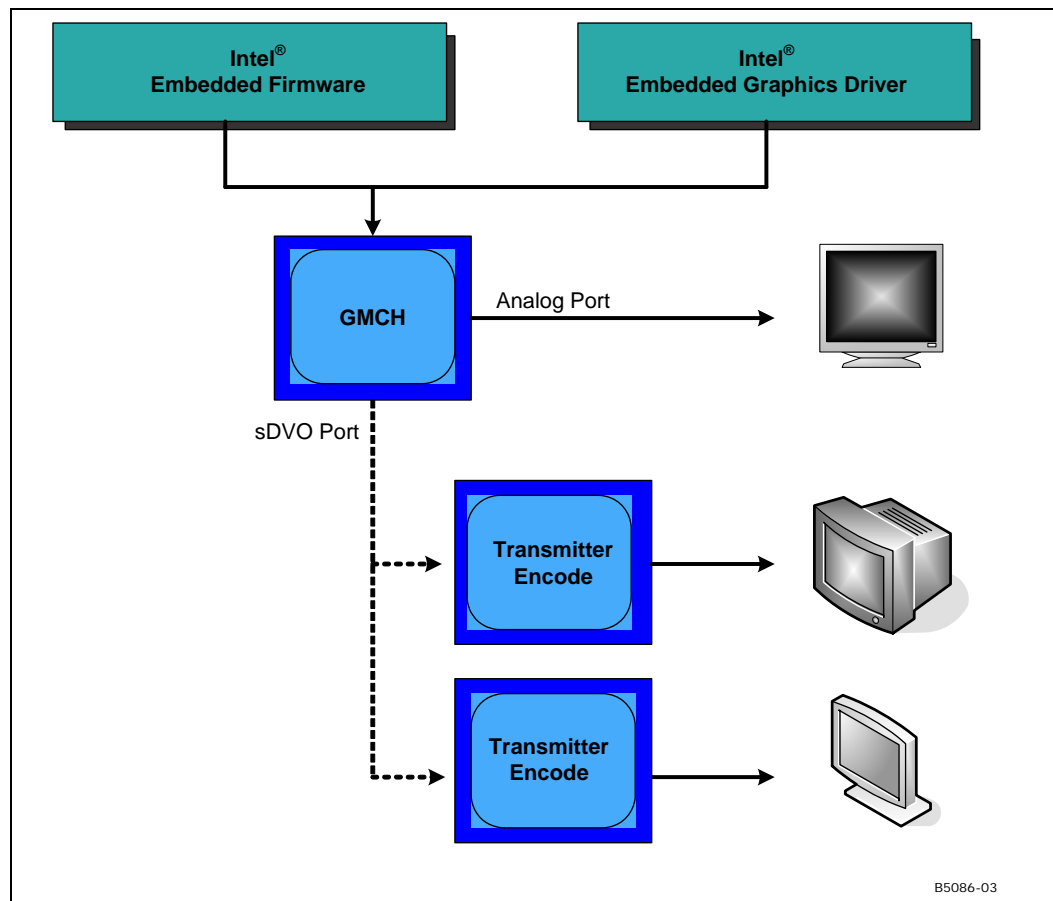 Intel®
Embedded Firmware
Intel®
Embedded Graphics Driver
GMCH
Analog Port
sDVO Port
Transmitter
Encode
Transmitter
Encode
B5086-03